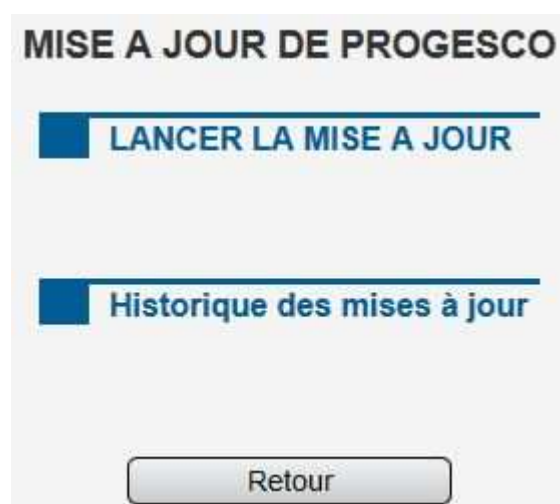 MISE A JOUR DE PROGESCO
LANCER LA MISE A JOUR
Historique des mises à jour
Retour